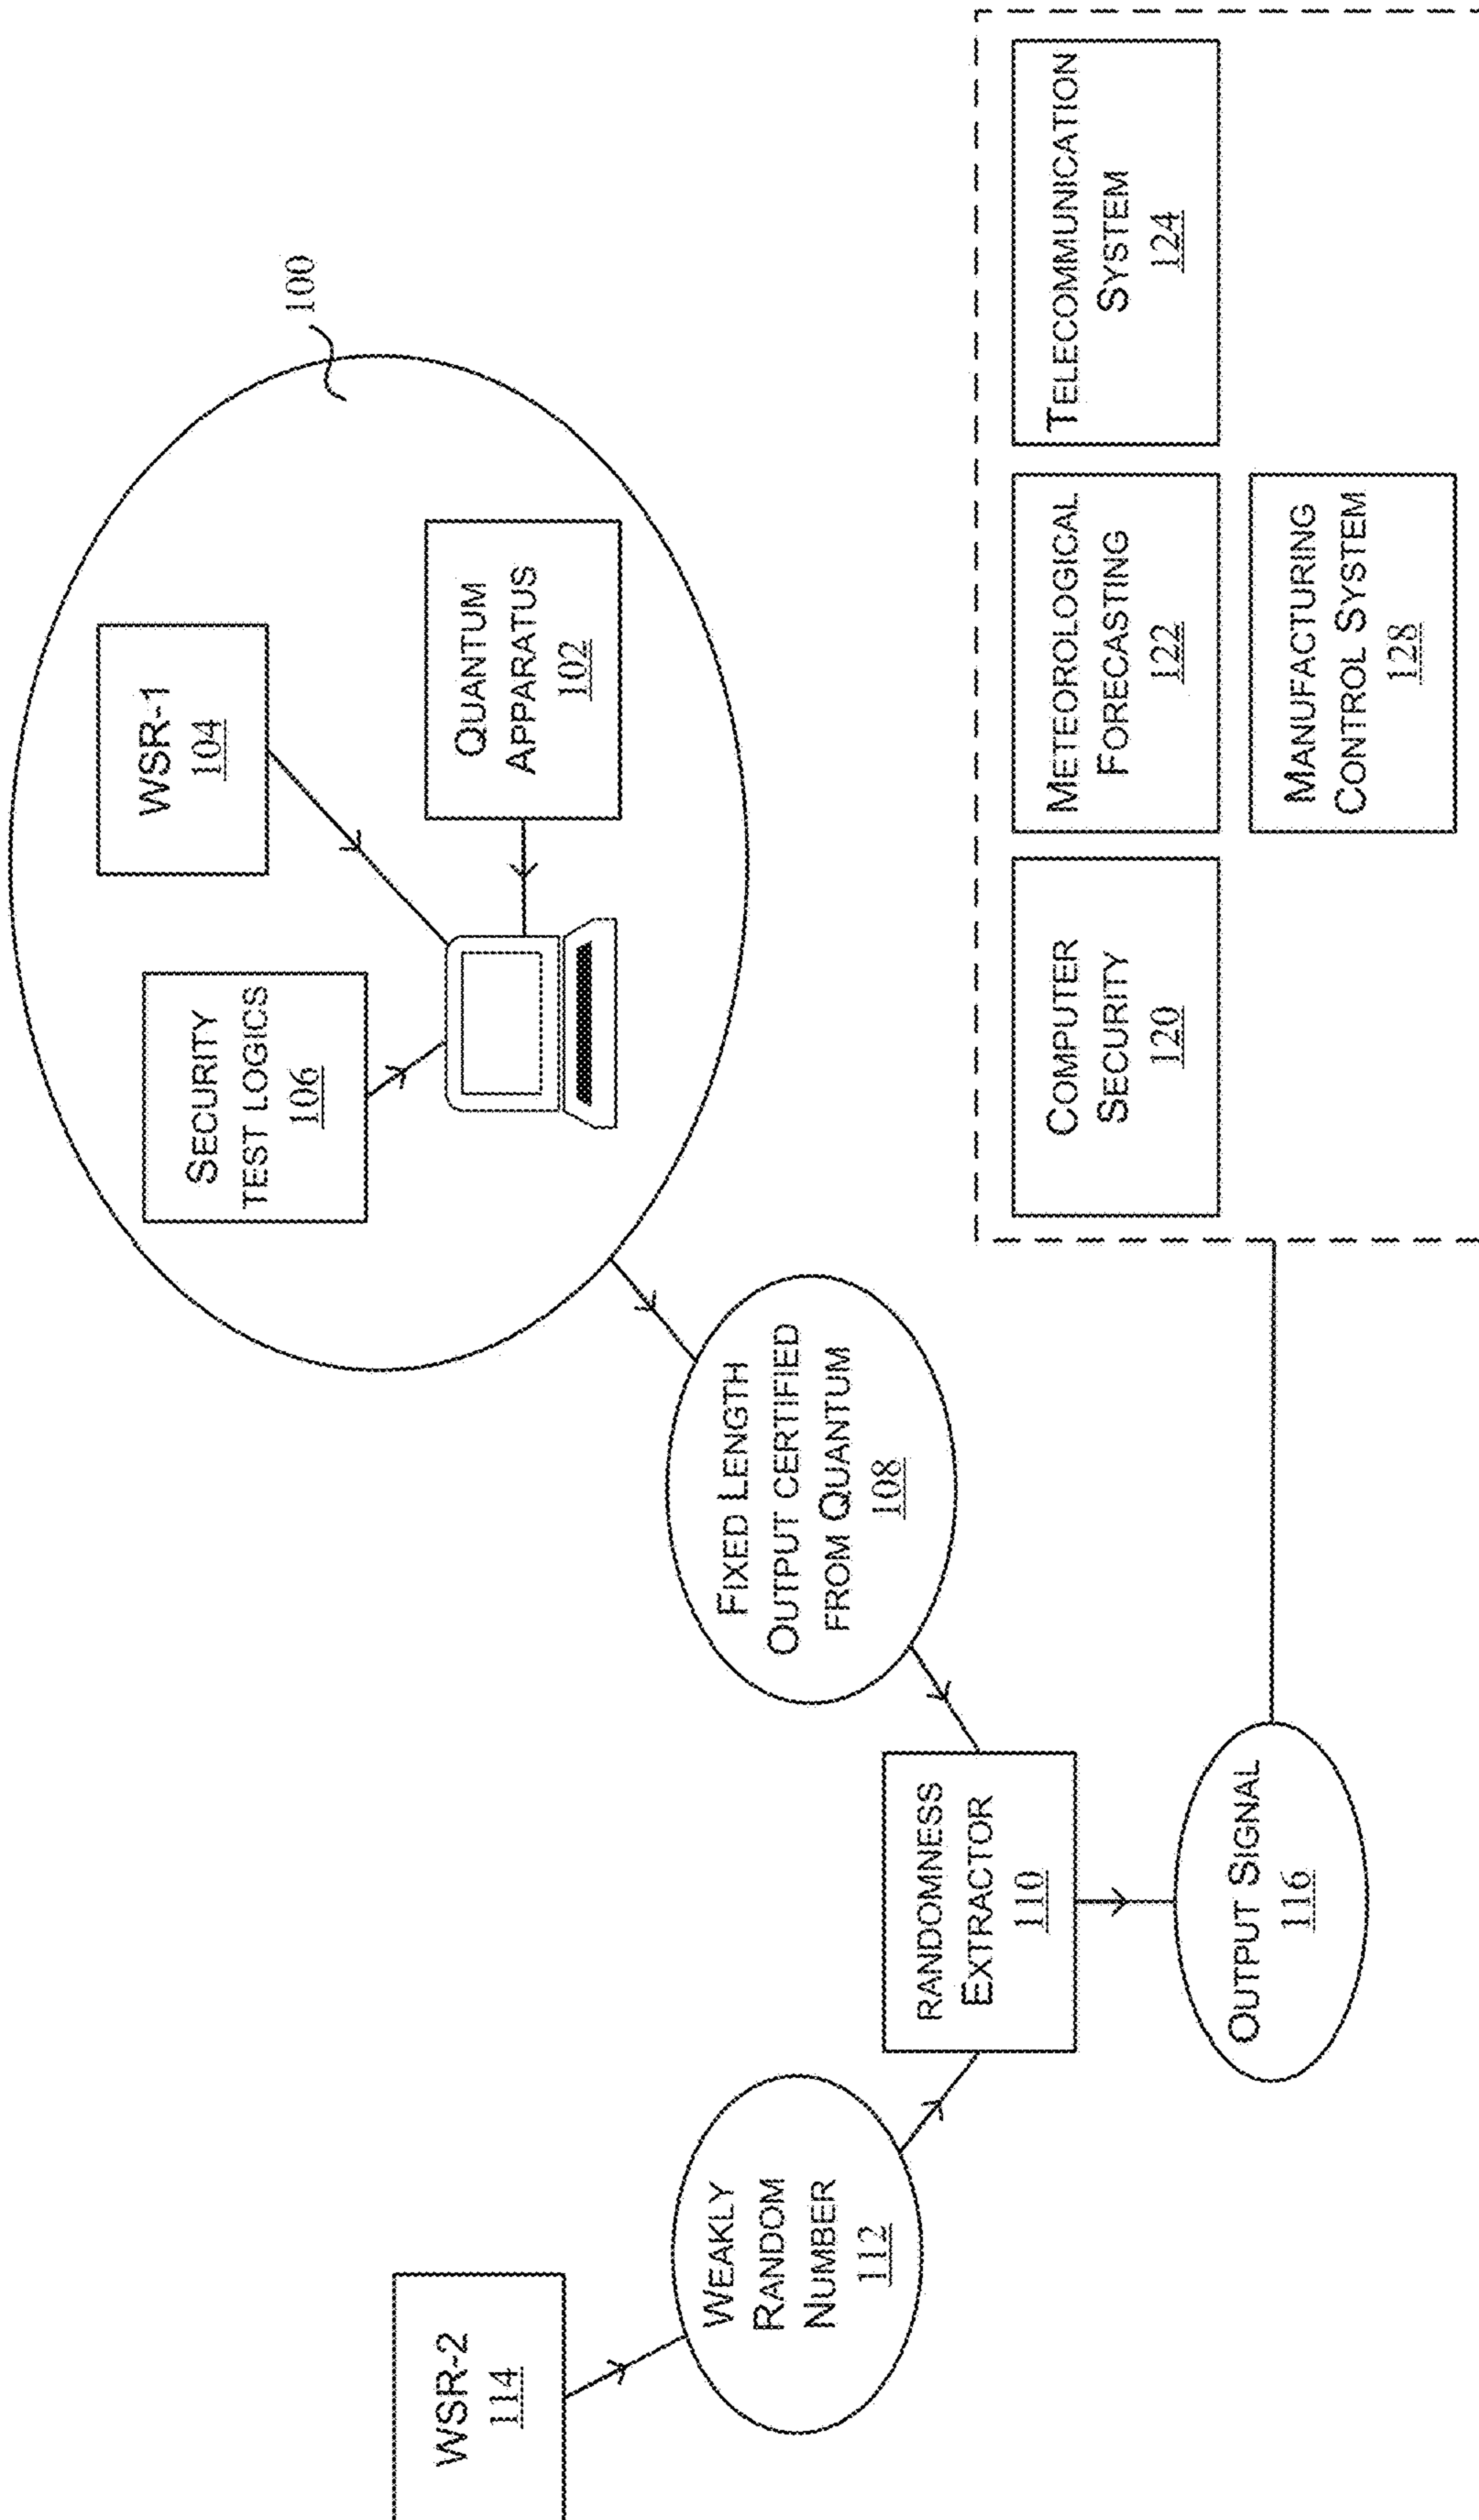 WSR-2
114
WEAKLY
RANDOM
NUMBER
112
RANDOMNESS
EXTRACTOR
110
OUTPUT SIGNAL
116
FIXED LENGTH
OUTPUT CERTIFIED
FROM QUANTUM
108
SECURITY
TEST LOGICS
106
WSR-1
104
QUANTUM
APPARATUS
102
100
COMPUTER
SECURITY
120
METEOROLOGICAL
FORECASTING
122
TELECOMMUNICATION
SYSTEM
124
MANUFACTURING
CONTROL SYSTEM
128